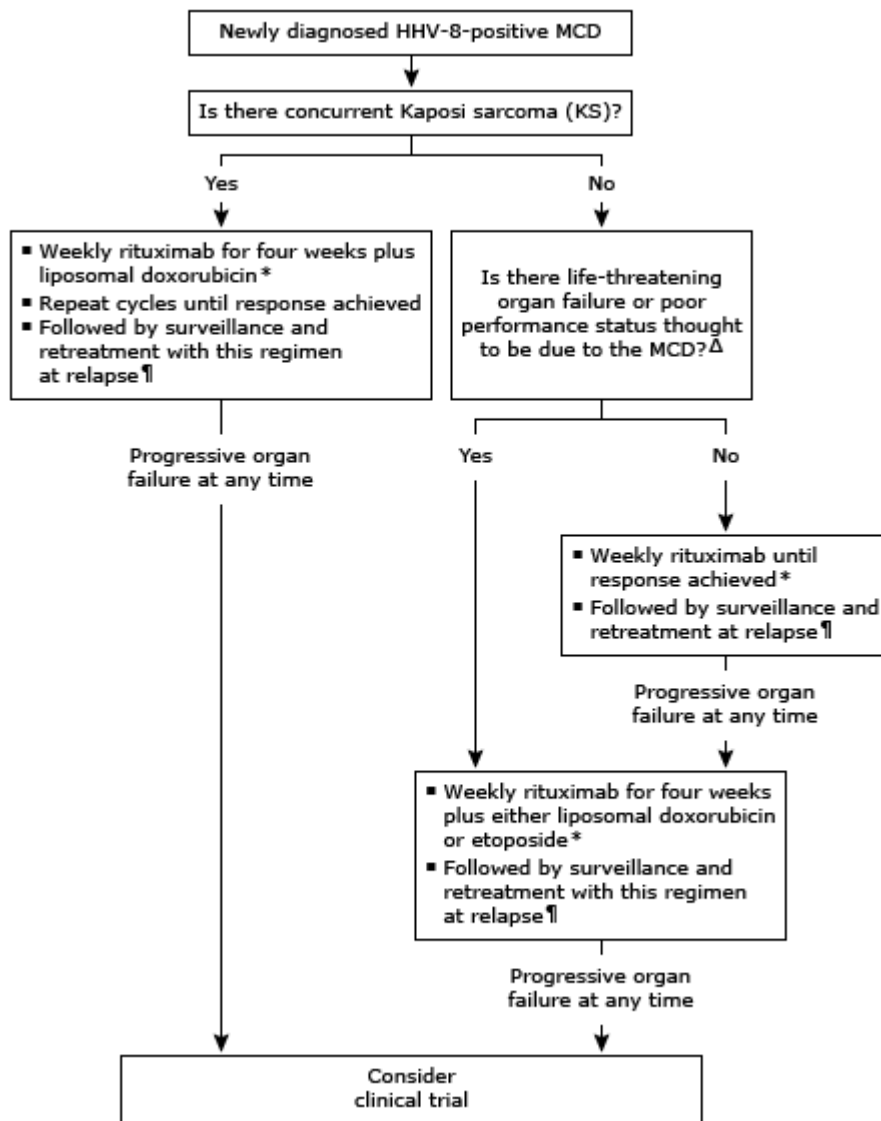 Newly diagnosed HHV-8-positive MCD
Is there concurrent Kaposi sarcoma (KS)?
Yes
No
▪ Weekly rituximab for four weeks plus
liposomal doxorubicin*
▪ Repeat cycles until response achieved
▪ Followed by surveillance and
retreatment with this regimen
at relapse¶
Is there life-threatening
organ failure or poor
performance status thought
to be due to the MCD?Δ
Progressive organ
failure at any time
Yes
No
▪ Weekly rituximab until
response achieved*
▪ Followed by surveillance and
retreatment at relapse¶
Progressive organ
failure at any time
▪ Weekly rituximab for four weeks
plus either liposomal doxorubicin
or etoposide*
▪ Followed by surveillance and
retreatment with this regimen
at relapse¶
Progressive organ
failure at any time
Consider
clinical trial